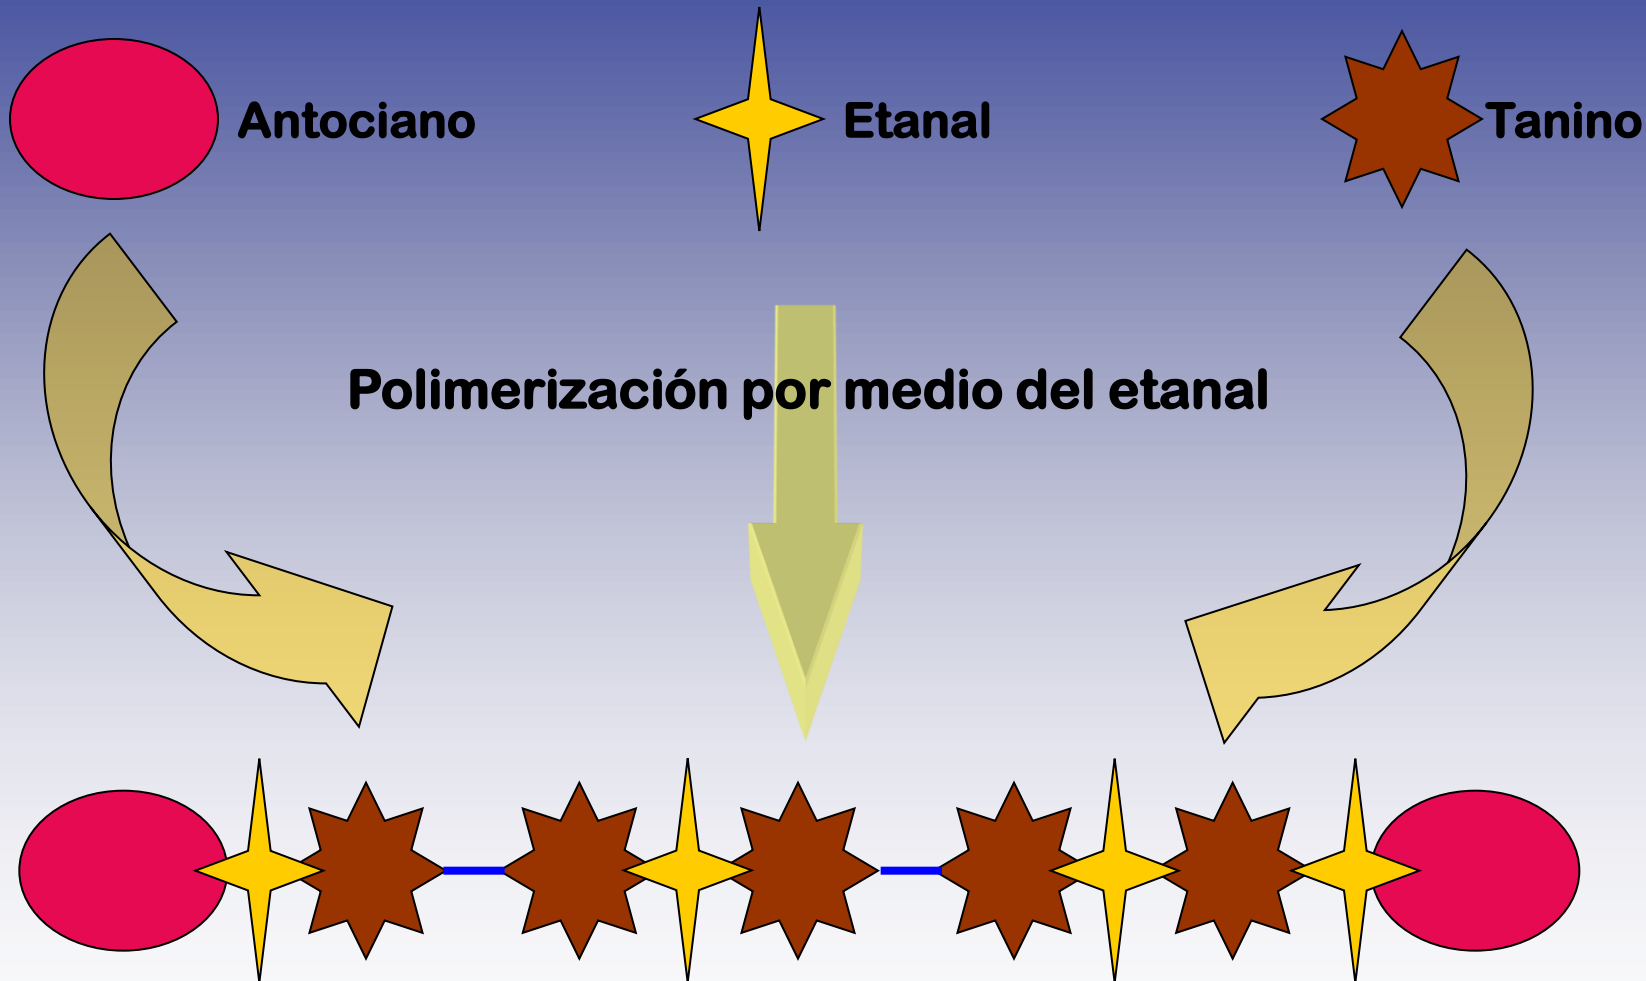 Antociano
Etanal
Tanino
Polimerización por medio del etanal